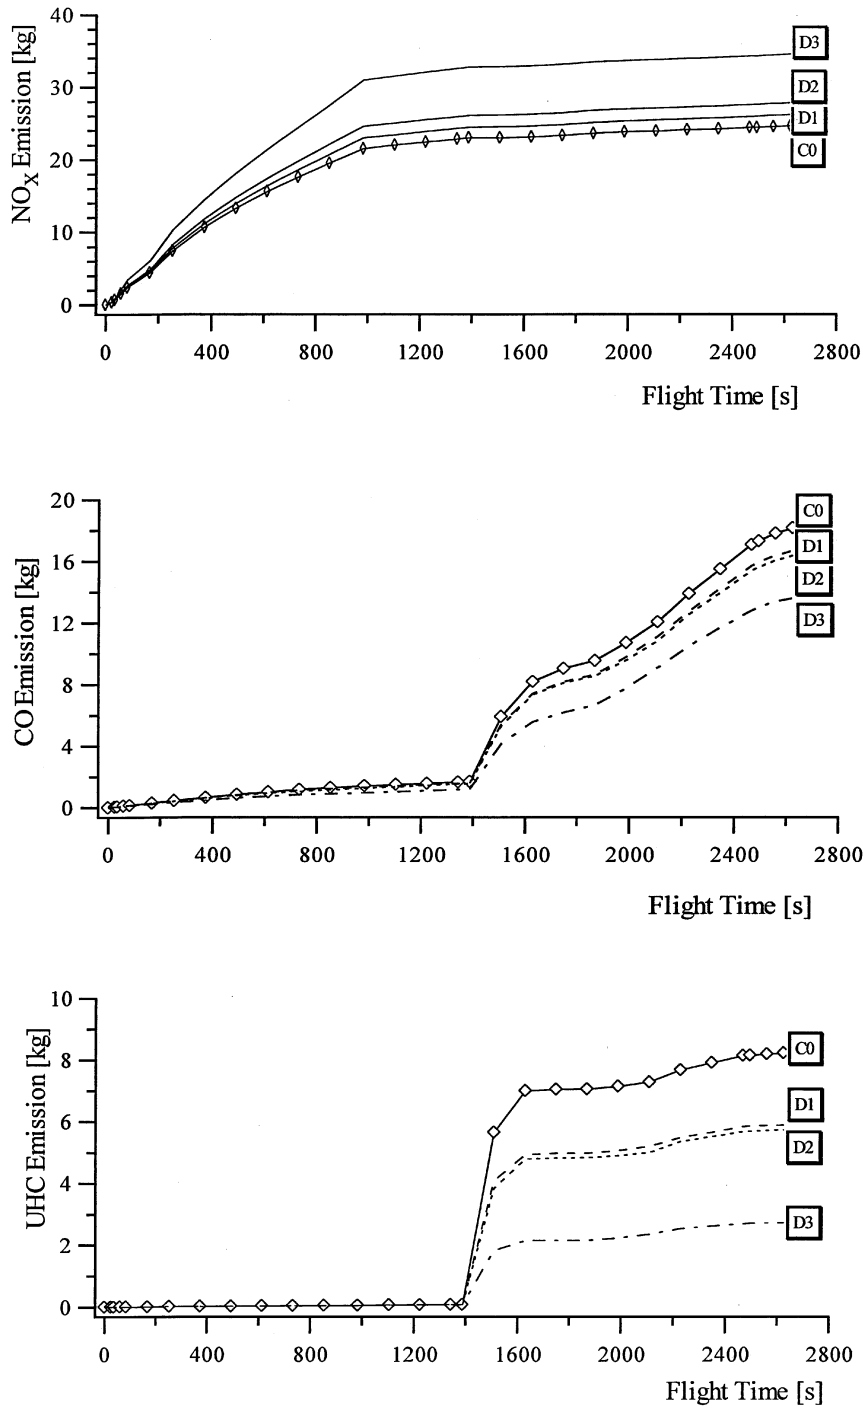 NOX Emission [kg]
40
30
20
10
0
D3
D2
D1
C0
0 400 800 1200 1600 2000 2400 2800
Flight Time [s]
CO Emission [kg]
20
16
12
8
4
0
C0
D1
D2
D3
0 400 800 1200 1600 2000 2400 2800
Flight Time [s]
UHC Emission [kg]
10
8
6
4
2
0
C0
D1
D2
D3
0 400 800 1200 1600 2000 2400 2800
Flight Time [s]